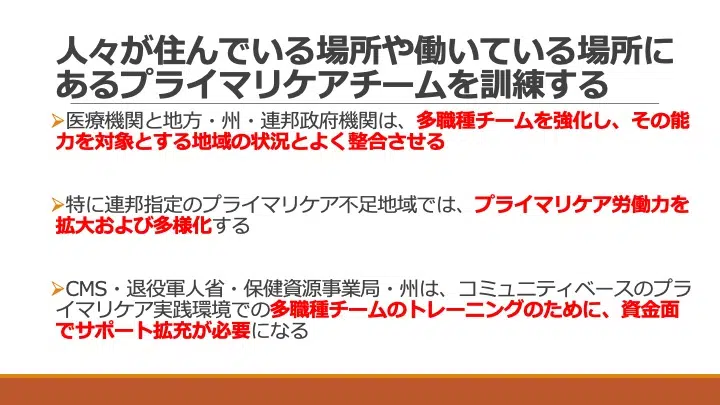 人々が住んでいる場所や働いている場所に
あるプライマリケアチームを訓練する
➢医療機関と地方・州・連邦政府機関は、多職種チームを強化し、その能
力を対象とする地域の状況とよく整合させる
➢特に連邦指定のプライマリケア不足地域では、プライマリケア労働力を
拡大および多様化する
➢CMS・退役軍人省・保健資源事業局・州は、コミュニティベースのプラ
イマリケア実践環境での多職種チームのトレーニングのために、資金面
でサポート拡充が必要になる